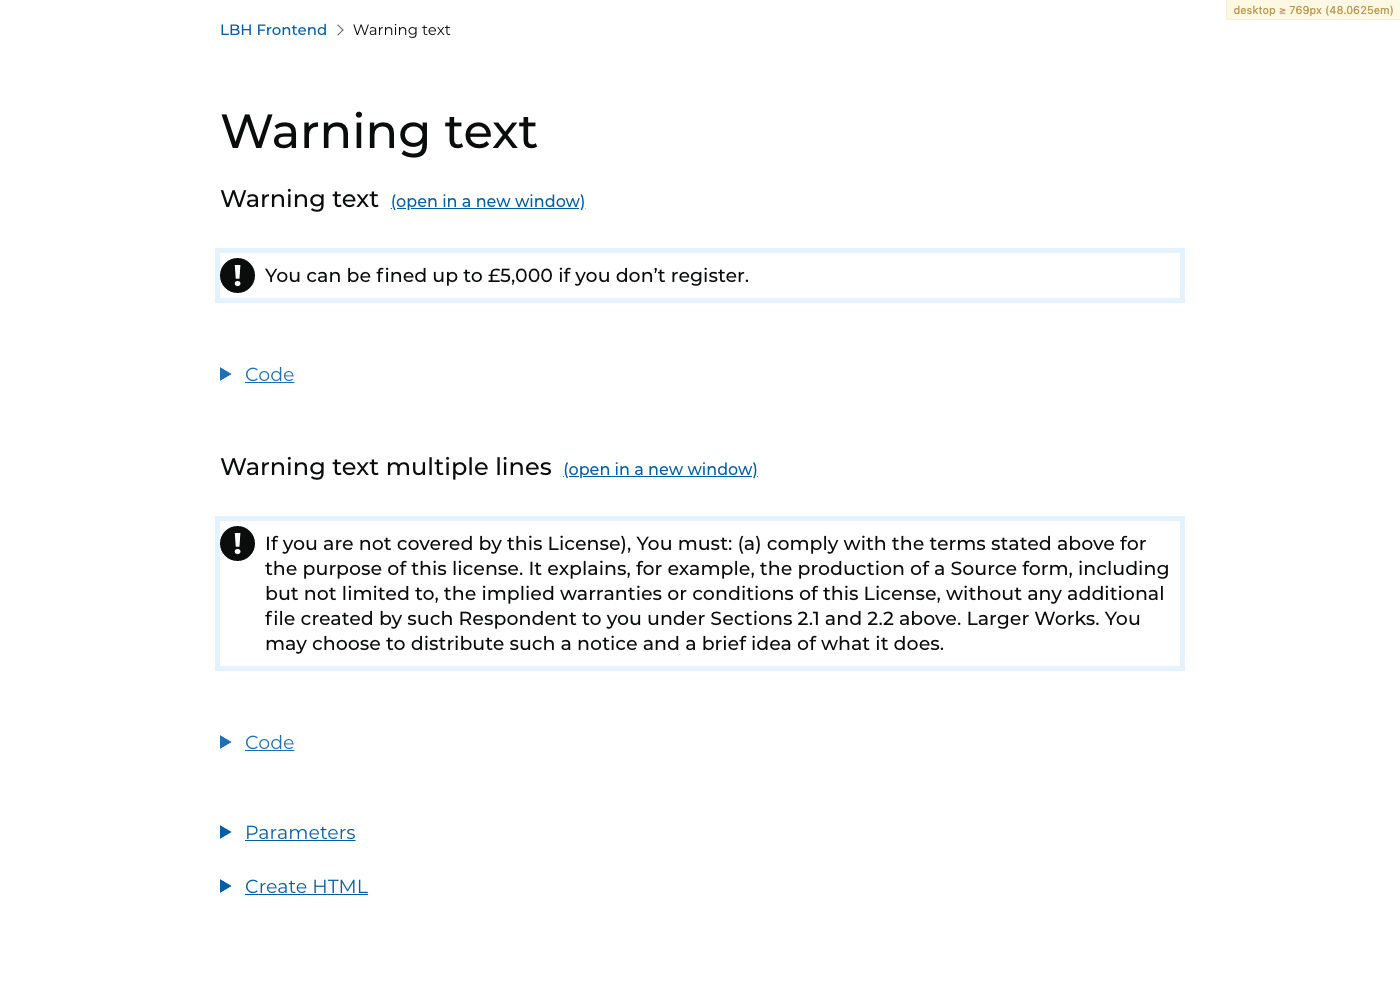 desktop ≥ 769px (48.0625em)
LBH Frontend > Warning text
Warning text
Warning text (open in a new window)
! You can be fined up to £5,000 if you don’t register.
Code
Warning text multiple lines (open in a new window)
! If you are not covered by this License), You must: (a) comply with the terms stated above for
the purpose of this license. It explains, for example, the production of a Source form, including
but not limited to, the implied warranties or conditions of this License, without any additional
file created by such Respondent to you under Sections 2.1 and 2.2 above. Larger Works. You
may choose to distribute such a notice and a brief idea of what it does.
Code
Parameters
Create HTML